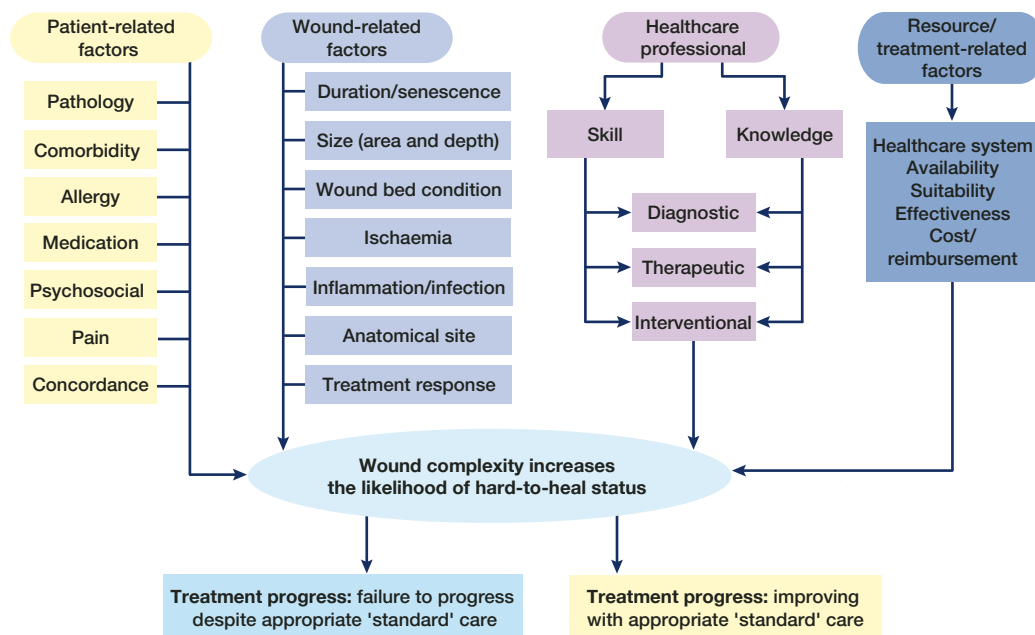 Patient-related
factors
Pathology
Comorbidity
Allergy
Medication
Psychosocial
Pain
Concordance
Wound-related
factors
Duration/senescence
Size (area and depth)
Wound bed condition
Ischaemia
Inflammation/infection
Anatomical site
Treatment response
Healthcare
professional
Skill
Knowledge
Diagnostic
Therapeutic
Interventional
Resource/
treatment-related
factors
Healthcare system
Availability
Suitability
Effectiveness
Cost/
reimbursement
Wound complexity increases
the likelihood of hard-to-heal status
Treatment progress: failure to progress
despite appropriate 'standard' care
Treatment progress: improving
with appropriate 'standard' care